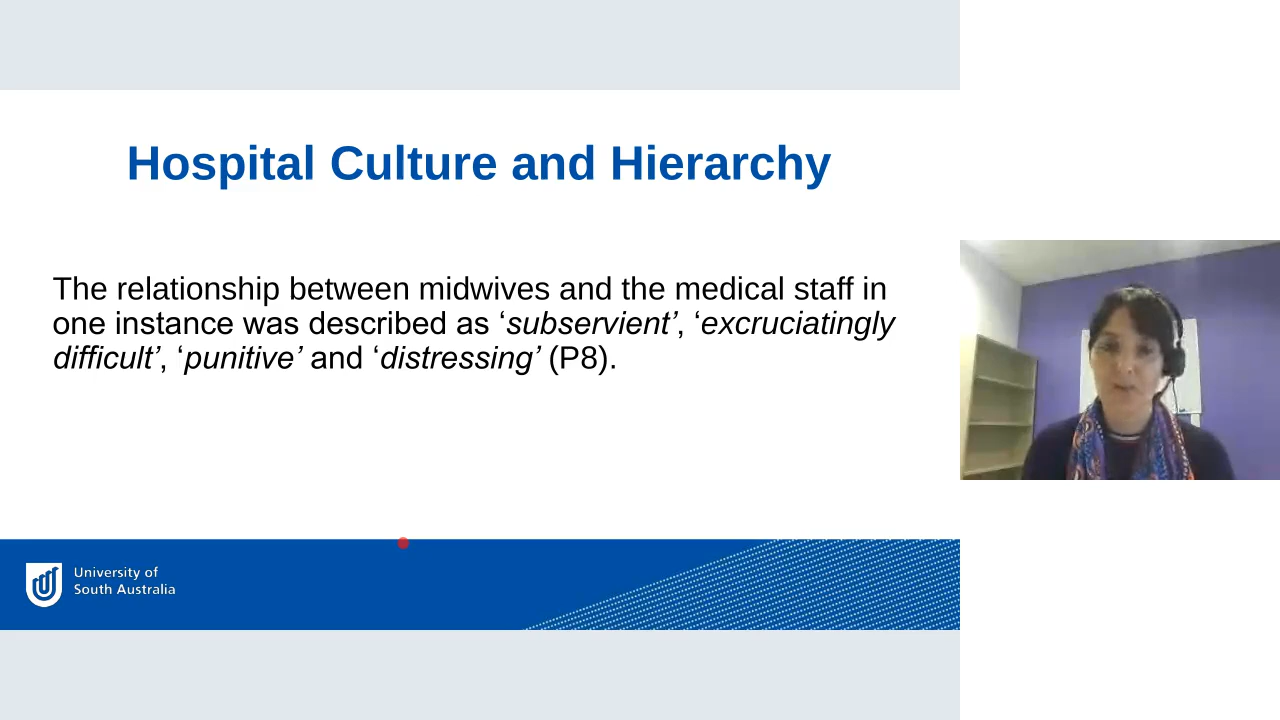 Hospital Culture and Hierarchy
The relationship between midwives and the medical staff in
one instance was described as ‘subservient’, ‘excruciatingly
difficult’, ‘punitive’ and ‘distressing’ (P8).
University of
South Australia